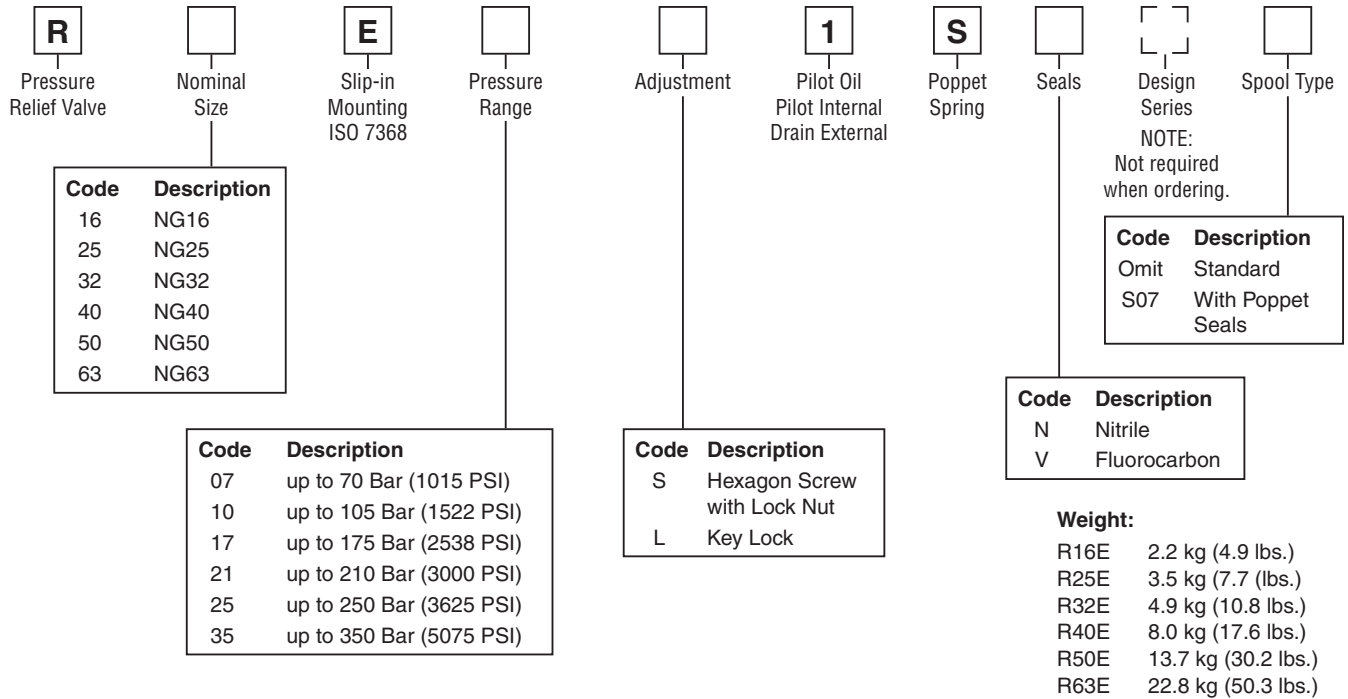 R E 1 S
Pressure
Relief Valve
Nominal
Size
Slip-in
Mounting
ISO 7368
Pressure
Range
Adjustment
Pilot Oil
Pilot Internal
Drain External
Poppet
Spring
Seals
Design
Series
NOTE:
Not required
when ordering.
Spool Type
Code Description
16 NG16
25 NG25
32 NG32
40 NG40
50 NG50
63 NG63
Code Description
07 up to 70 Bar (1015 PSI)
10 up to 105 Bar (1522 PSI)
17 up to 175 Bar (2538 PSI)
21 up to 210 Bar (3000 PSI)
25 up to 250 Bar (3625 PSI)
35 up to 350 Bar (5075 PSI)
Code Description
S Hexagon Screw
with Lock Nut
L Key Lock
Code Description
N Nitrile
V Fluorocarbon
Code Description
Omit Standard
S07 With Poppet
Seals
Weight:
R16E 2.2 kg (4.9 lbs.)
R25E 3.5 kg (7.7 (lbs.)
R32E 4.9 kg (10.8 lbs.)
R40E 8.0 kg (17.6 lbs.)
R50E 13.7 kg (30.2 lbs.)
R63E 22.8 kg (50.3 lbs.)